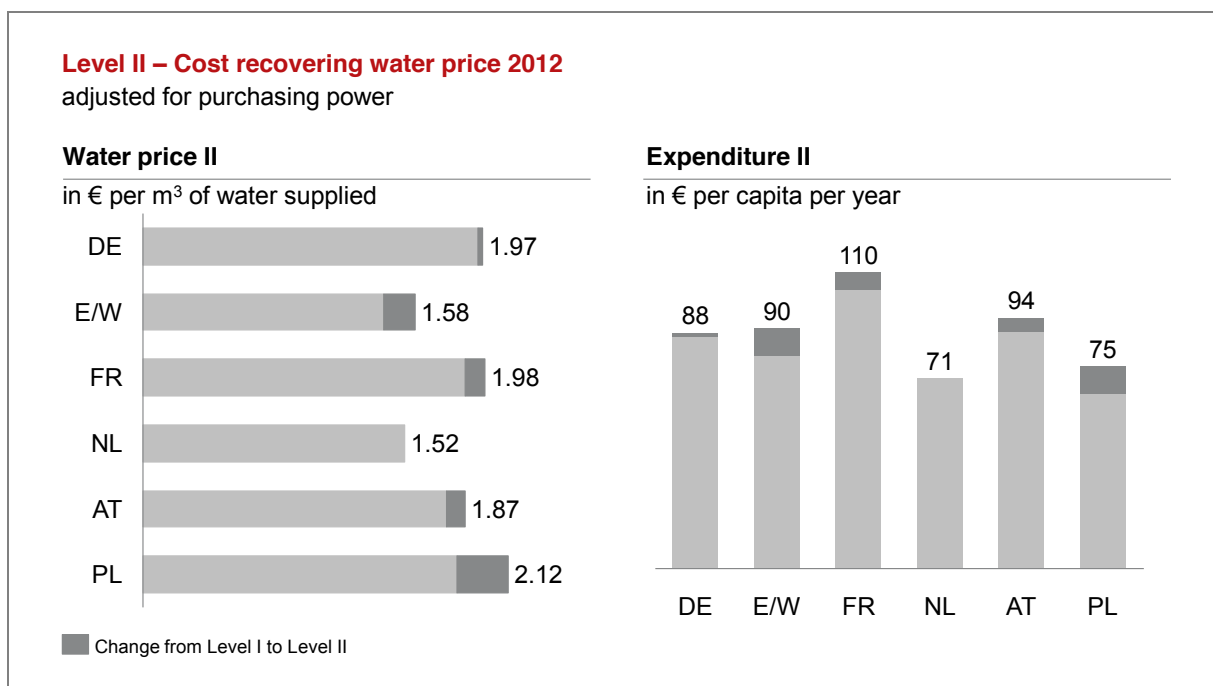 Level II – Cost recovering water price 2012
adjusted for purchasing power
Water price II
in € per m³ of water supplied
DE 1.97
E/W 1.58
FR 1.98
NL 1.52
AT 1.87
PL 2.12
Change from Level I to Level II
Expenditure II
in € per capita per year
88 90 110 71 94 75
DE E/W FR NL AT PL